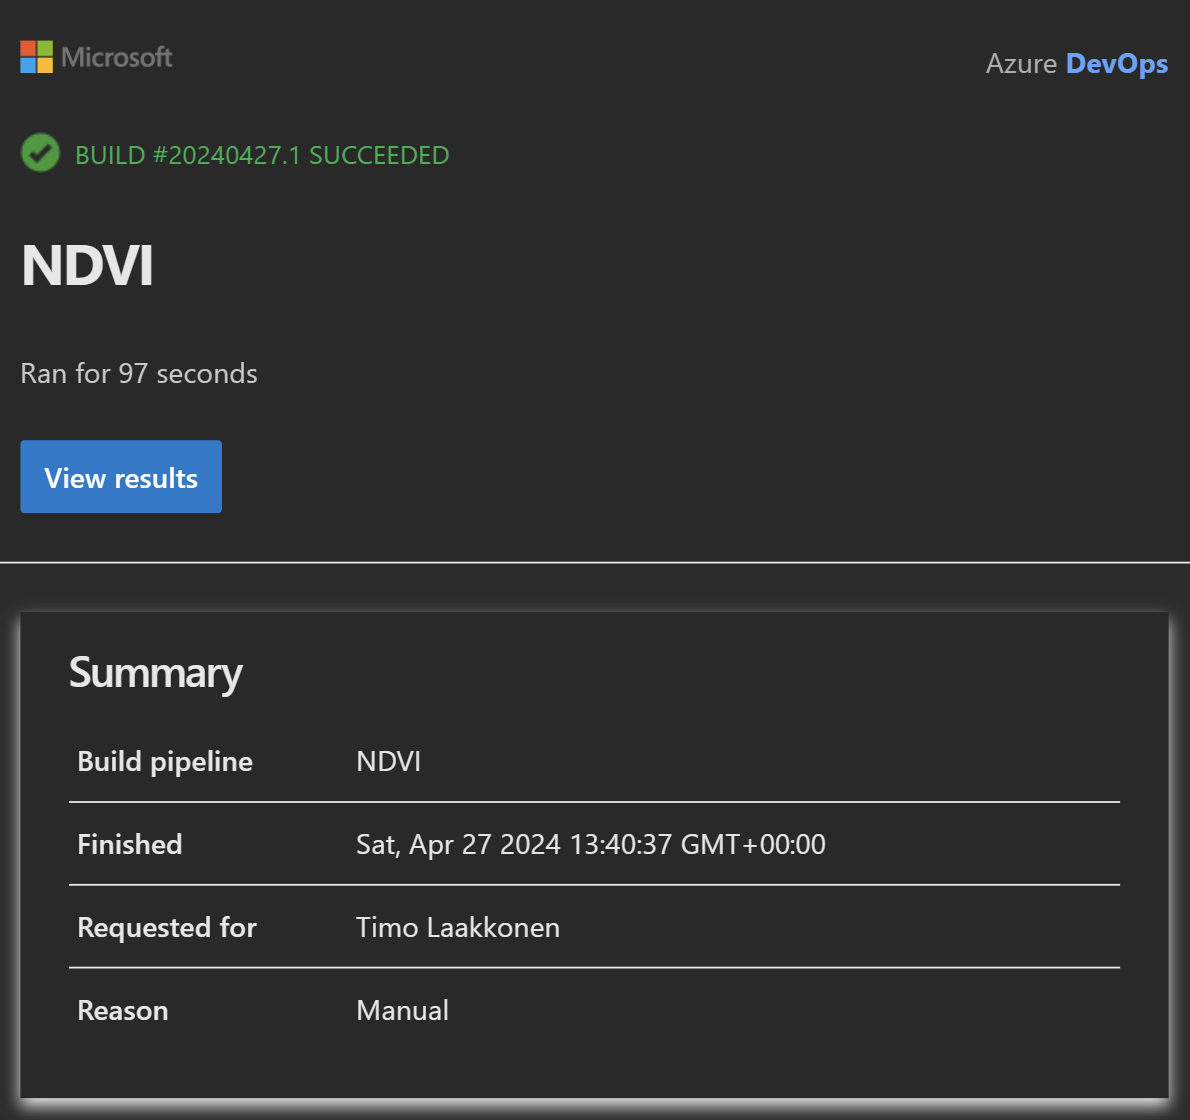 Microsoft
Azure DevOps
BUILD #20240427.1 SUCCEEDED
NDVI
Ran for 97 seconds
View results
Summary
Build pipeline NDVI
Finished Sat, Apr 27 2024 13:40:37 GMT+00:00
Requested for Timo Laakkonen
Reason Manual